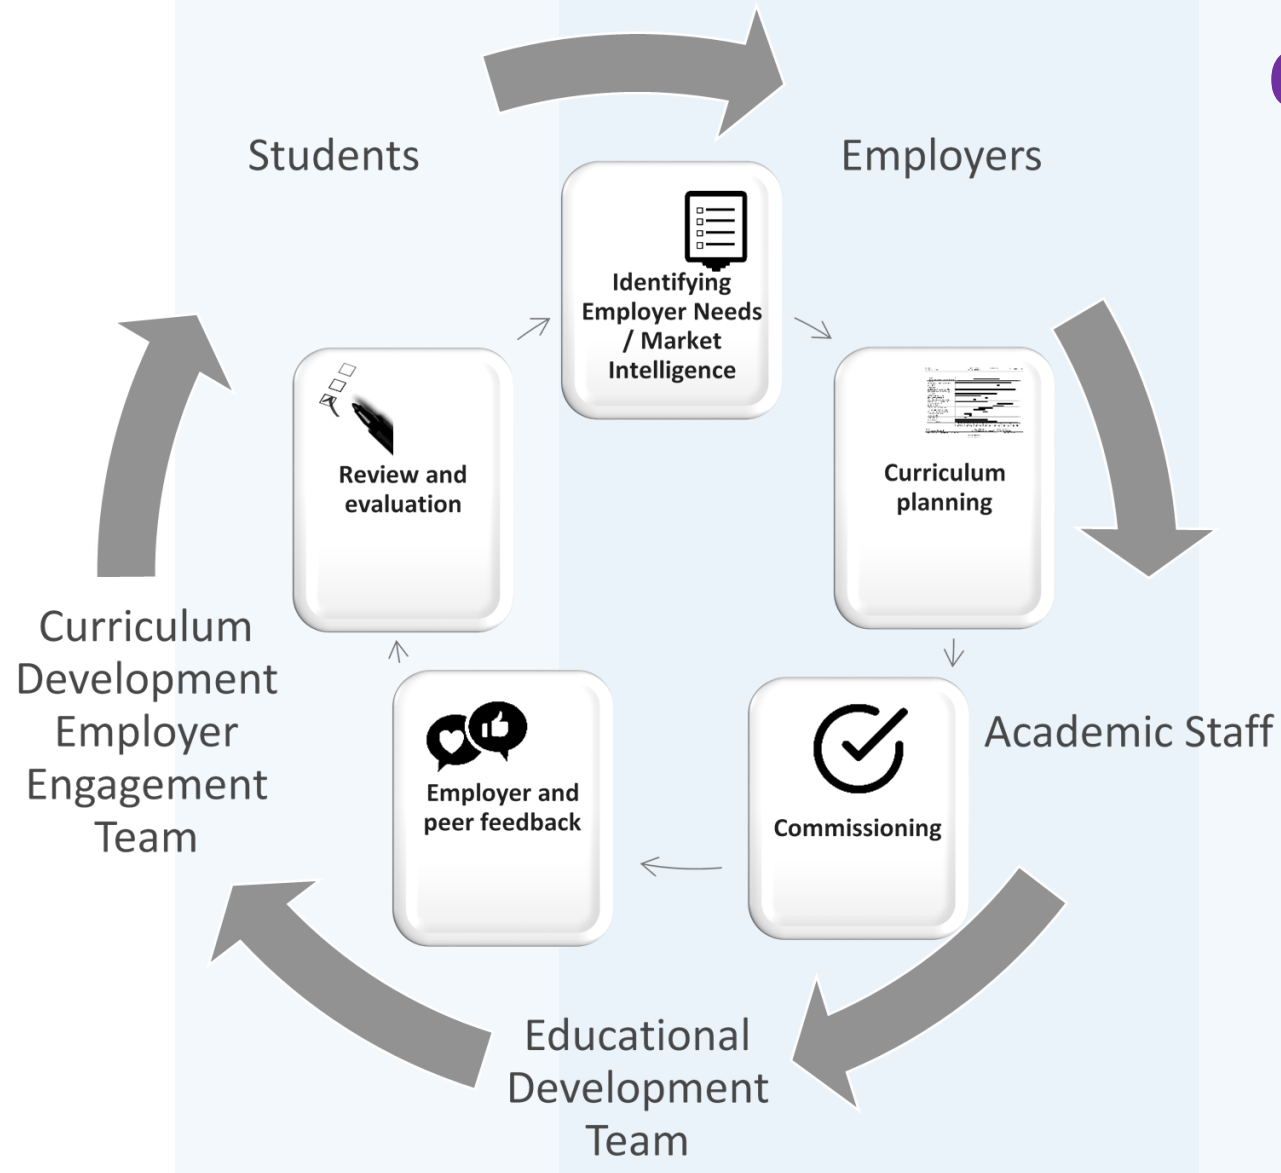 Students
Employers
Identifying
Employer Needs
/ Market
Intelligence
Review and
evaluation
Curriculum
planning
Curriculum
Development
Employer
Engagement
Team
Academic Staff
Employer and
peer feedback
Commissioning
Educational
Development
Team